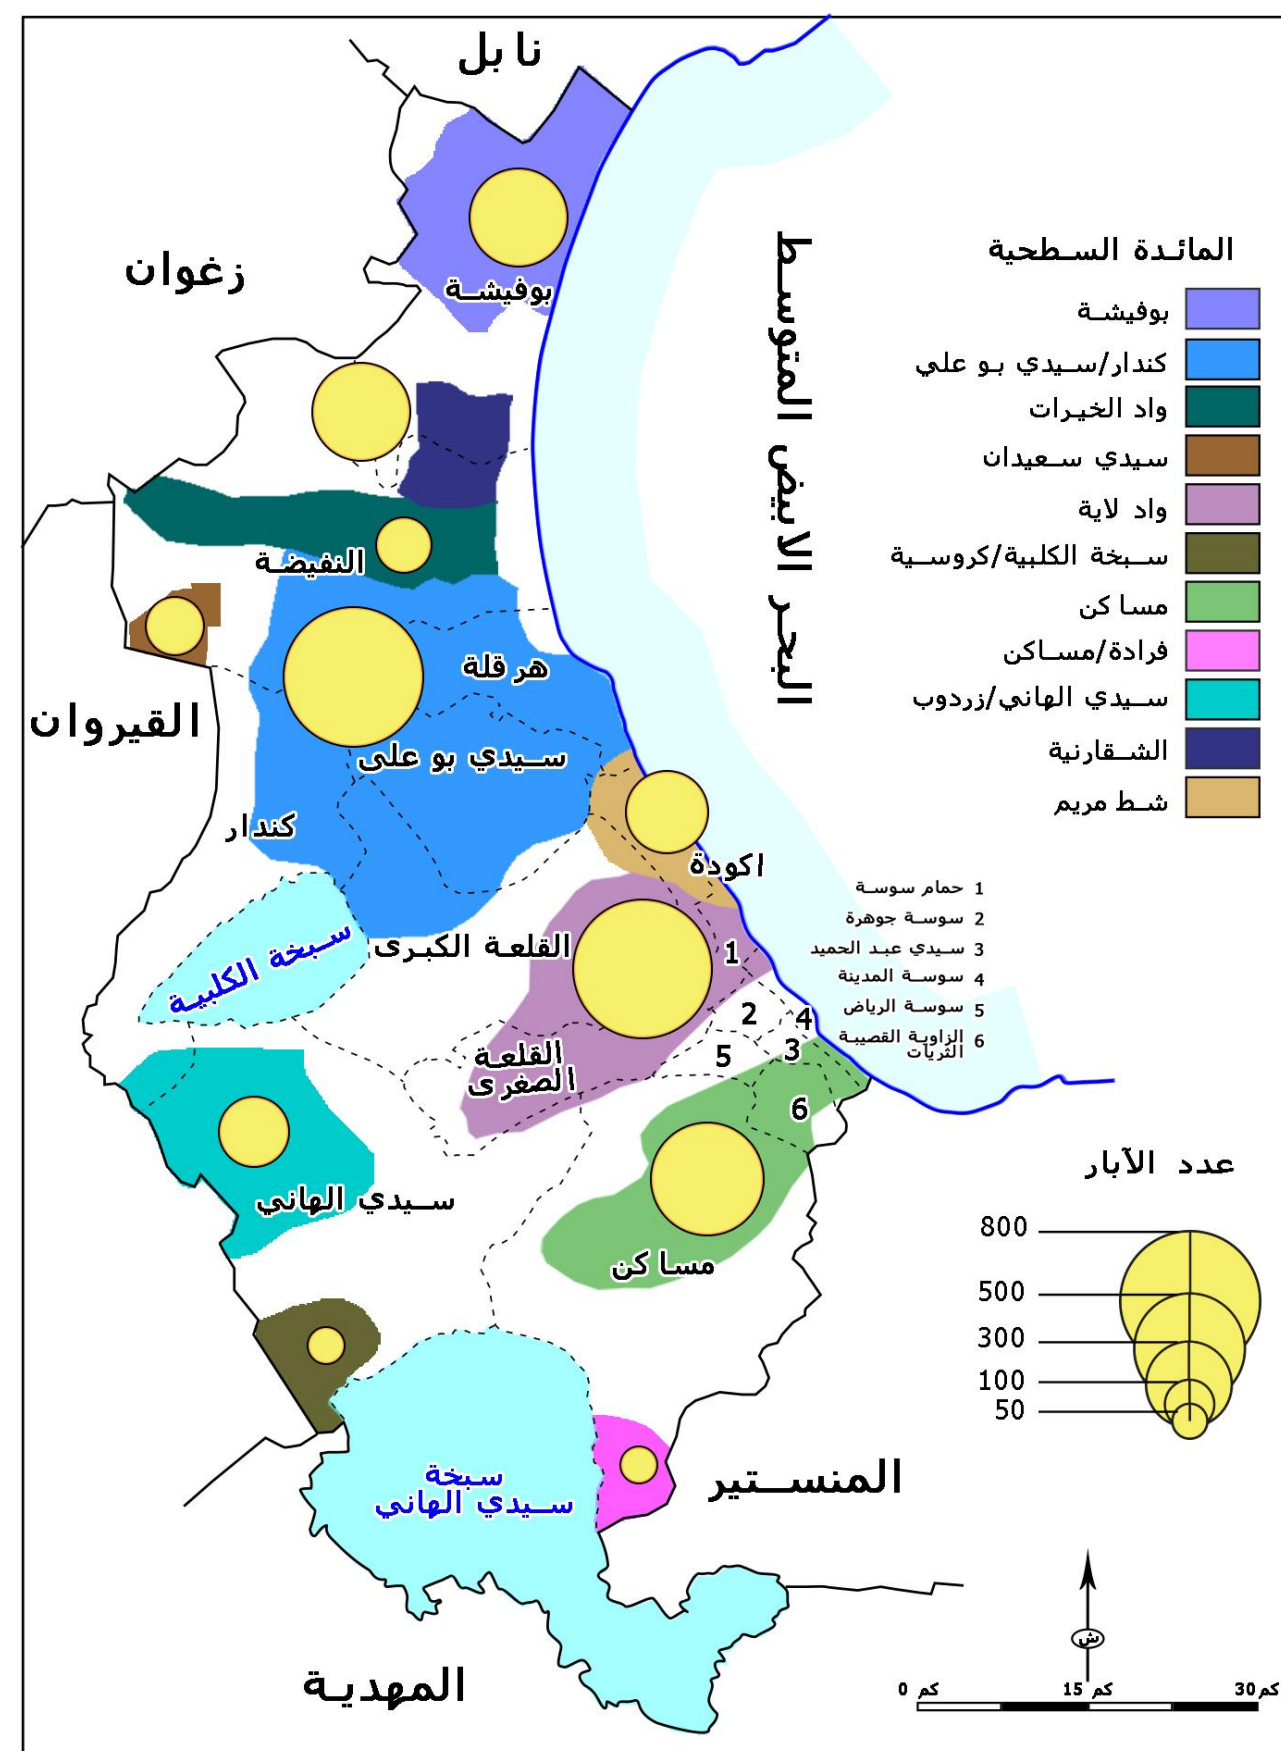 نابل
زغوان
القيروان
المنستير
المهدية
البحر الابيض المتوسط
بوفيشة
النفيضة
هرقلة
سيدي بو على
كندار
اكودة
القلعة الكبرى
سبخة الكلبية
القلعة
الصغرى
سيدي الهاني
مساكن
سبخة
سيدي الهاني
1
2
4
3
5
6
المائدة السطحية
بوفيشة
كندار/سيدي بو علي
واد الخيرات
سيدي سعيدان
واد لاية
سبخة الكلبية/كروسية
مساكن
فرادة/مساكن
سيدي الهاني/زردوب
الشقارنية
شط مريم
1 حمام سوسة
2 سوسة جوهرة
3 سيدي عبد الحميد
4 سوسة المدينة
5 سوسة الرياض
6 الزاوية القصيبة
الثريات
عدد الآبار
800
500
300
100
50
ش
0 كم 15 كم 30 كم